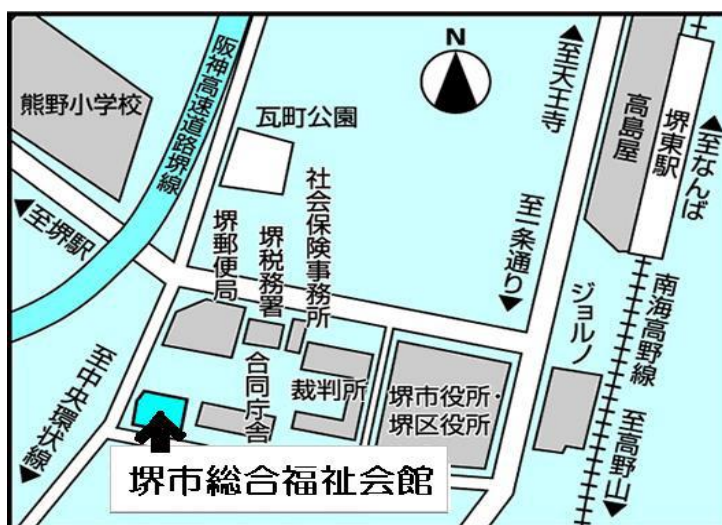 N
熊野小学校
阪神高速道路堺線
瓦町公園
至天王寺
高島屋
堺東駅
至なんば
至堺駅
堺郵便局
堺税務署
社会保険事務所
至一条通り
ジョルノ
南海高野線
至中央環状線
合同庁舎
裁判所
堺市役所・
堺区役所
至高野山
堺市総合福祉会館